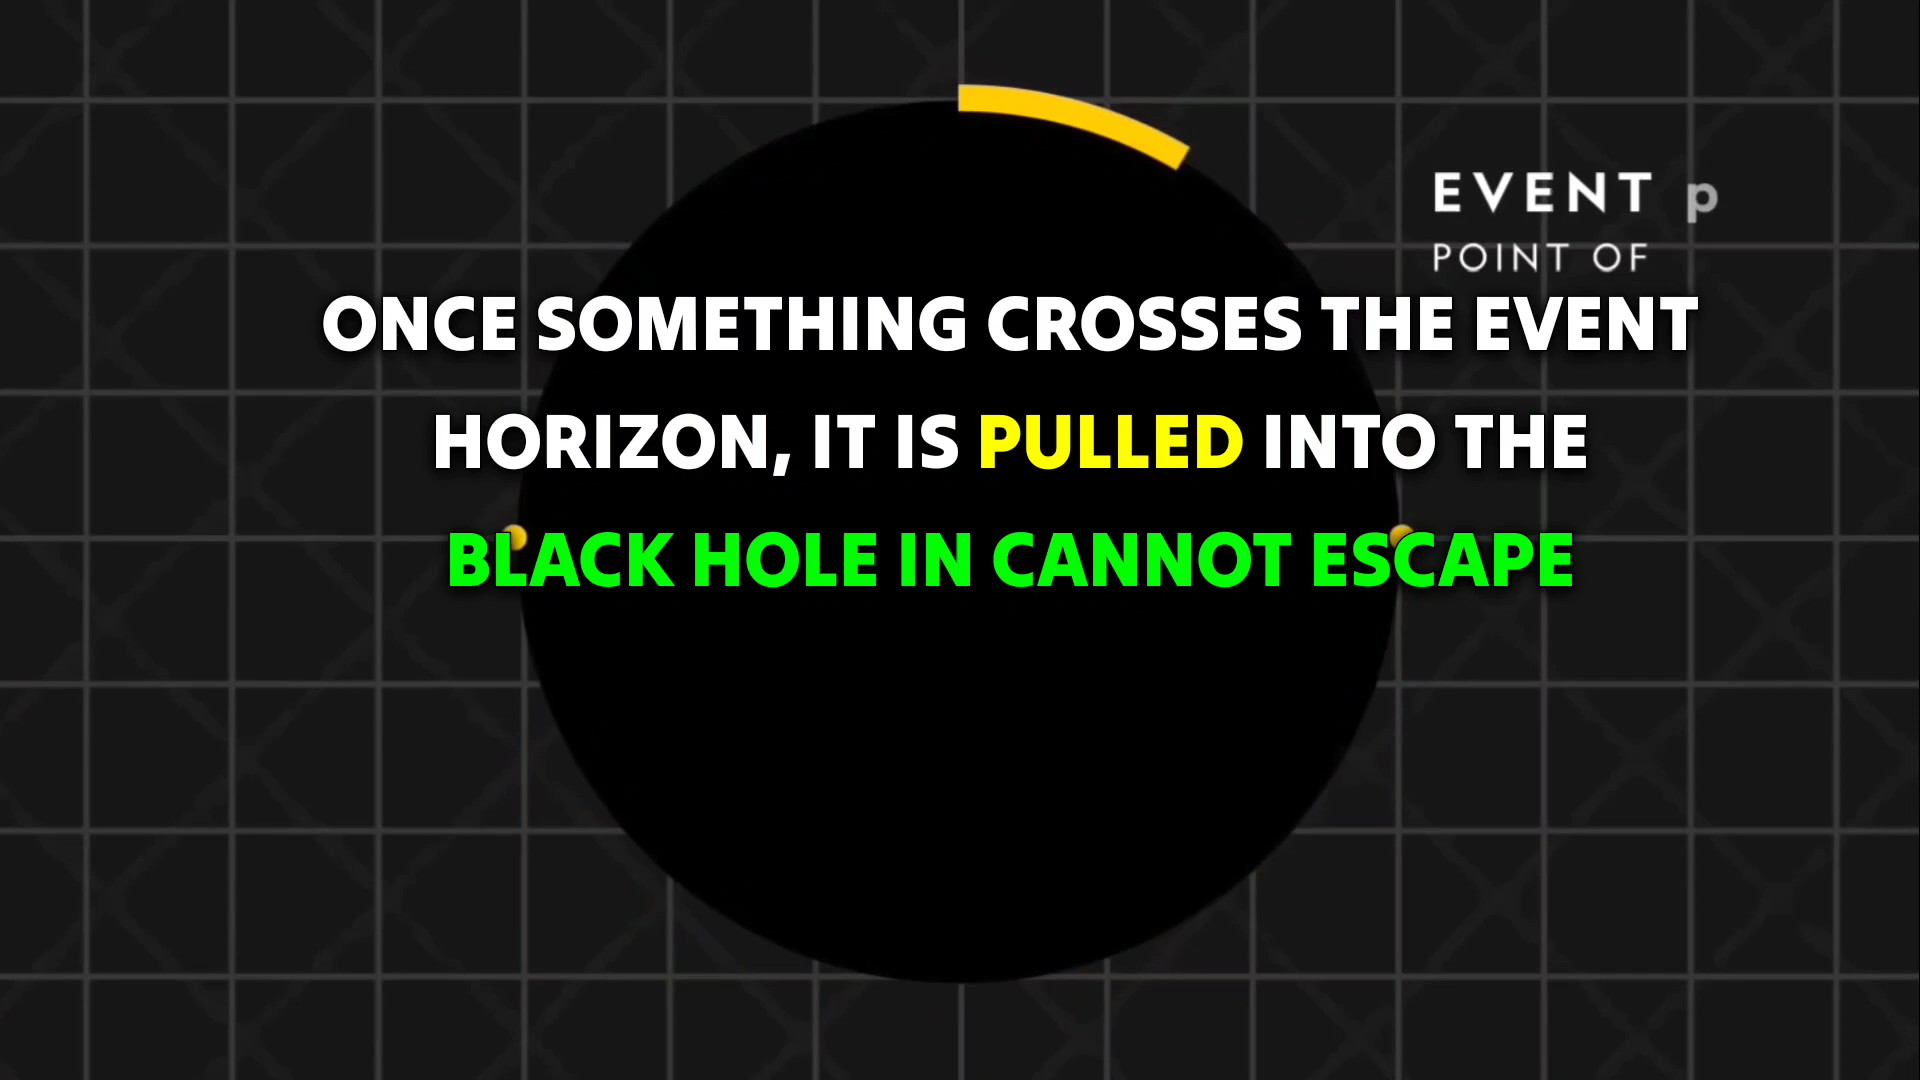 EVENT p
POINT OF
ONCE SOMETHING CROSSES THE EVENT
HORIZON, IT IS PULLED INTO THE
BLACK HOLE IN CANNOT ESCAPE